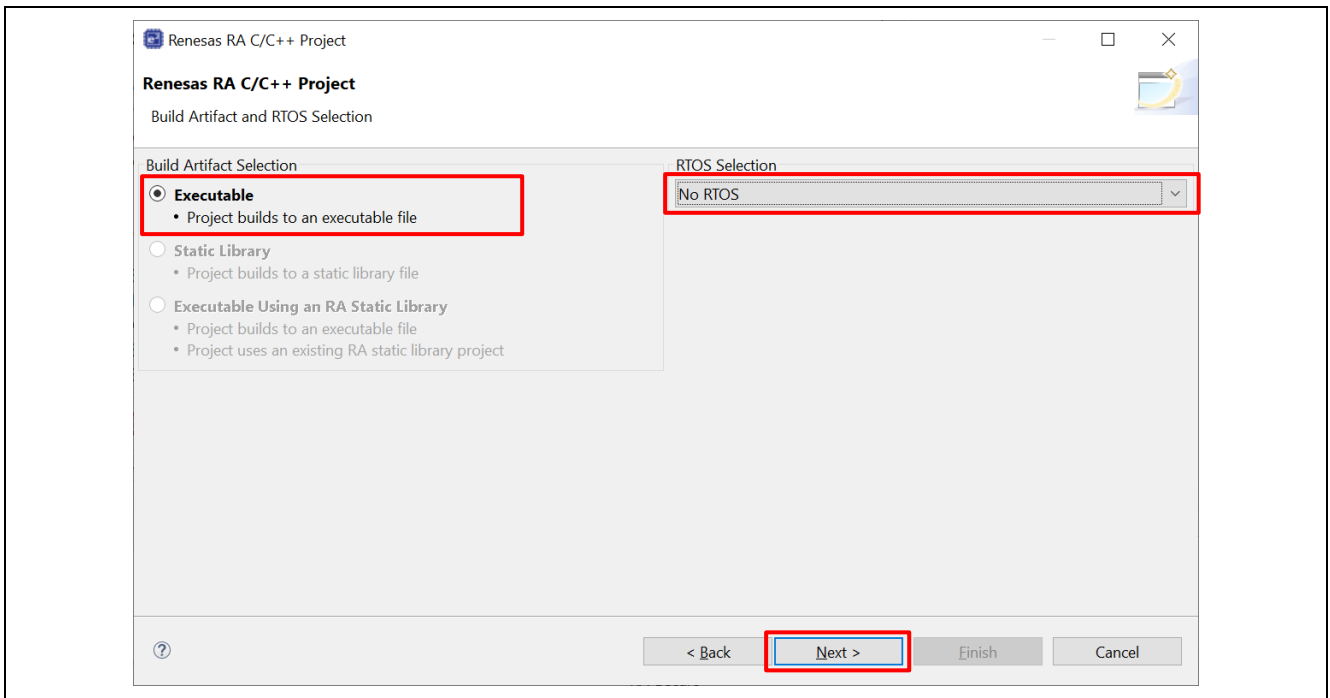 Renesas RA C/C++ Project
Renesas RA C/C++ Project
Build Artifact and RTOS Selection
Build Artifact Selection
Executable
• Project builds to an executable file
Static Library
• Project builds to a static library file
Executable Using an RA Static Library
• Project builds to an executable file
• Project uses an existing RA static library project
RTOS Selection
No RTOS
?
< Back
Next >
Finish
Cancel